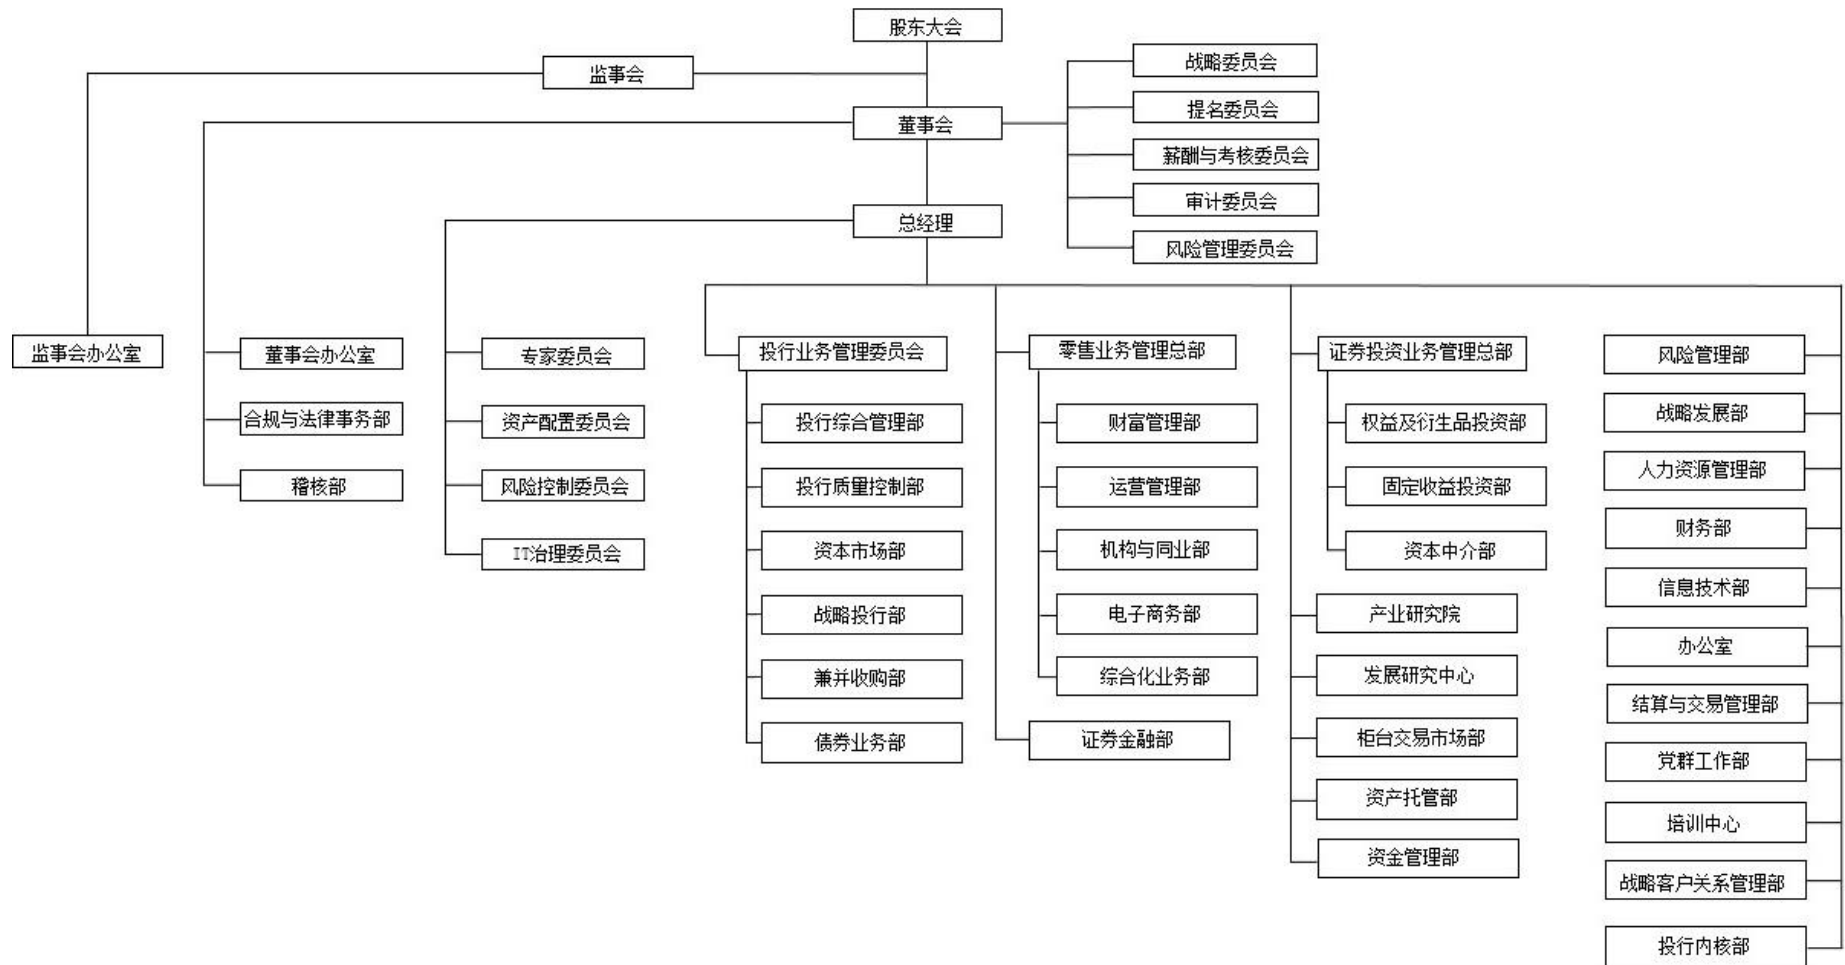 股东大会
监事会
战略委员会
提名委员会
董事会
薪酬与考核委员会
审计委员会
总经理
风险管理委员会
监事会办公室
董事会办公室
合规与法律事务部
稽核部
专家委员会
资产配置委员会
风险控制委员会
IT治理委员会
投行业务管理委员会
投行综合管理部
投行质量控制部
资本市场部
战略投行部
兼并收购部
债券业务部
零售业务管理总部
财富管理部
运营管理部
机构与同业部
电子商务部
综合化业务部
证券金融部
证券投资业务管理总部
权益及衍生品投资部
固定收益投资部
资本中介部
产业研究院
发展研究中心
柜台交易市场部
资产托管部
资金管理部
风险管理部
战略发展部
人力资源管理部
财务部
信息技术部
办公室
结算与交易管理部
党群工作部
培训中心
战略客户关系管理部
投行内核部